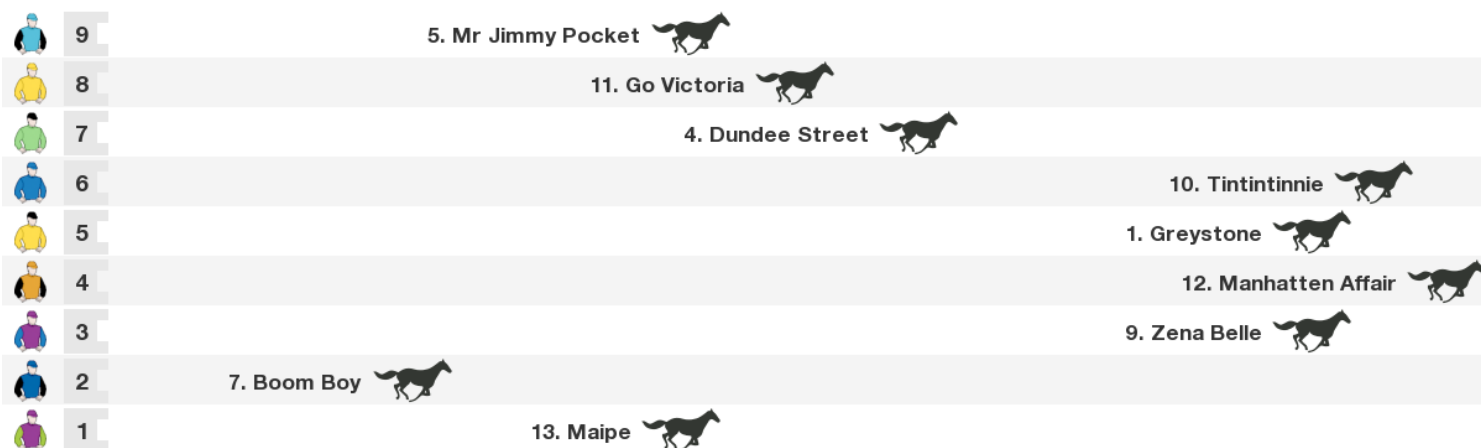 9 5. Mr Jimmy Pocket
8 11. Go Victoria
7 4. Dundee Street
6 10. Tintintinnie
5 1. Greystone
4 12. Manhatten Affair
3 9. Zena Belle
2 7. Boom Boy
1 13. Maipe